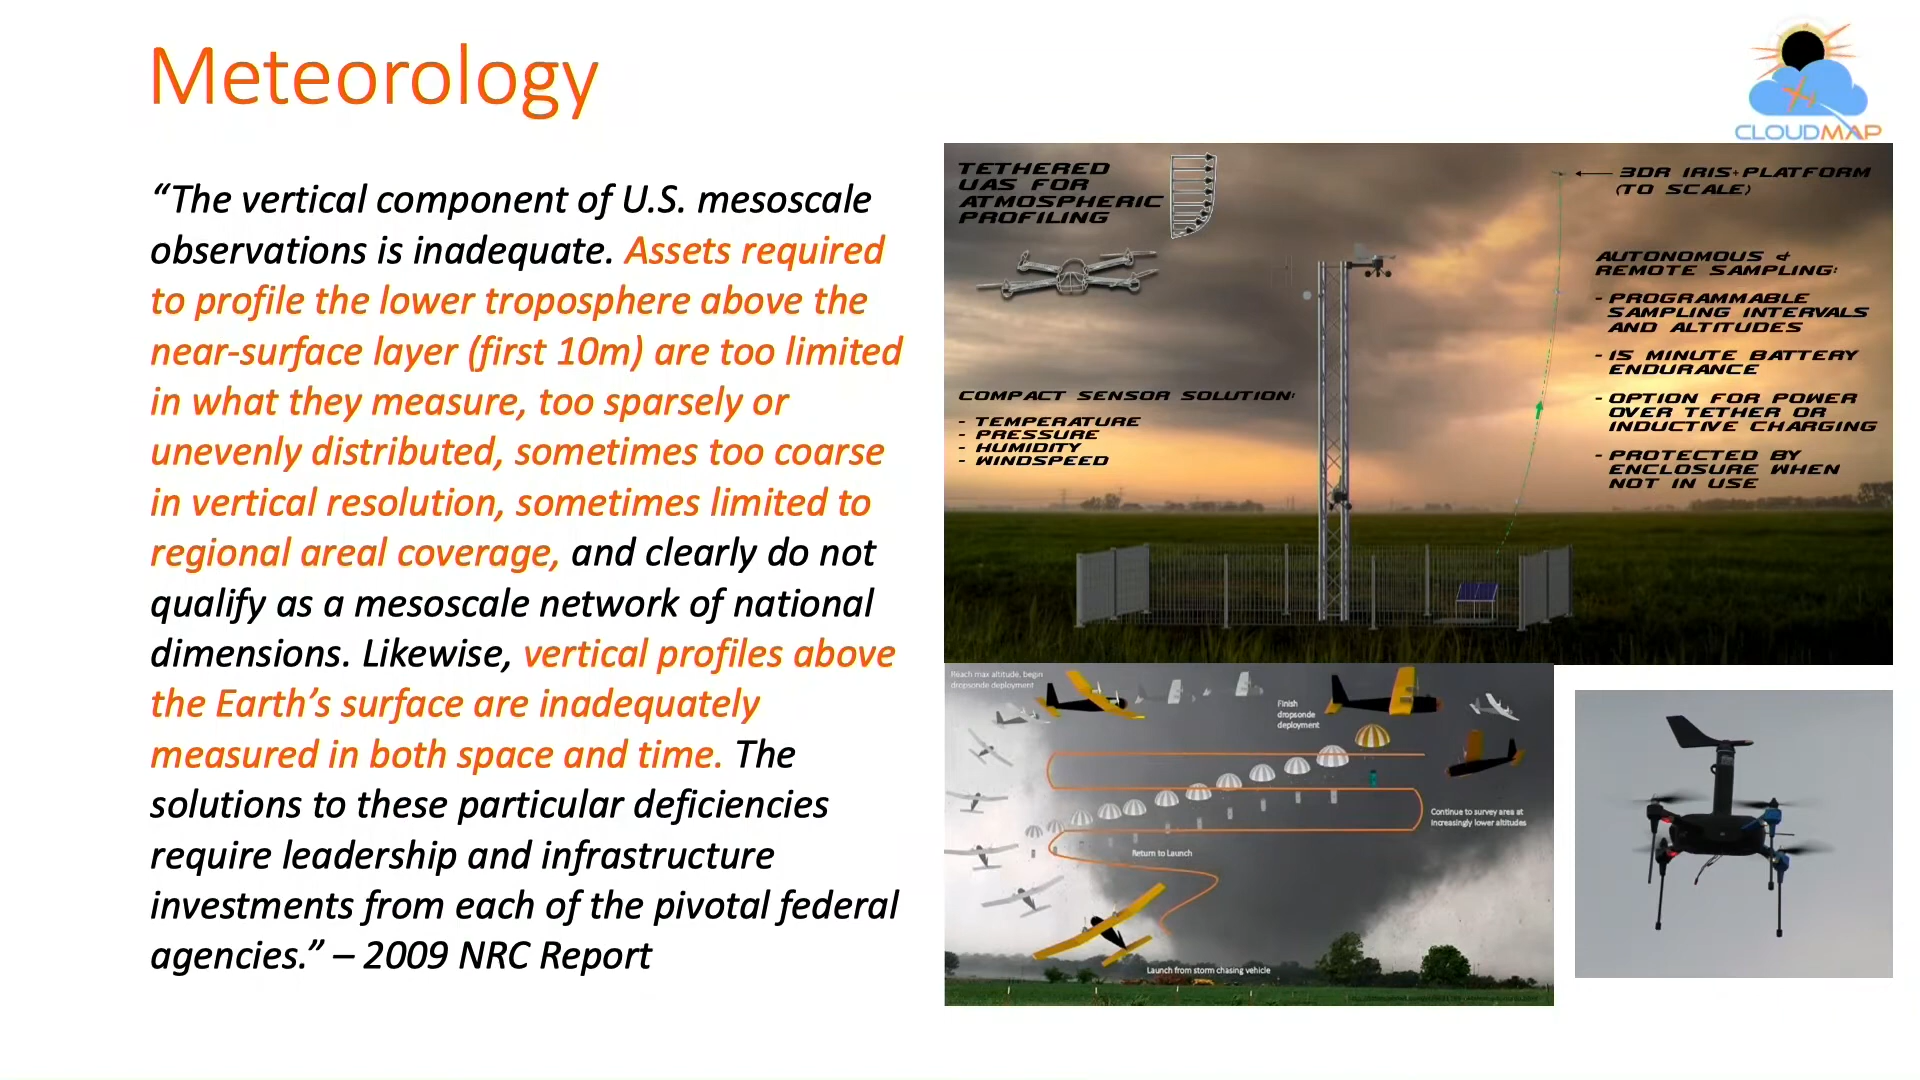 Meteorology
CLOUDMAP
“The vertical component of U.S. mesoscale
observations is inadequate. Assets required
to profile the lower troposphere above the
near-surface layer (first 10m) are too limited
in what they measure, too sparsely or
unevenly distributed, sometimes too coarse
in vertical resolution, sometimes limited to
regional areal coverage, and clearly do not
qualify as a mesoscale network of national
dimensions. Likewise, vertical profiles above
the Earth’s surface are inadequately
measured in both space and time. The
solutions to these particular deficiencies
require leadership and infrastructure
investments from each of the pivotal federal
agencies.” – 2009 NRC Report
TETHERED
UAS FOR
ATMOSPHERIC
PROFILING
COMPACT SENSOR SOLUTION:
- TEMPERATURE
- PRESSURE
- HUMIDITY
- WINDSPEED
3DR IRIS+ PLATFORM
(TO SCALE)
AUTONOMOUS &
REMOTE SAMPLING:
- PROGRAMMABLE
SAMPLING INTERVALS
AND ALTITUDES
- 15 MINUTE BATTERY
ENDURANCE
- OPTION FOR POWER
OVER TETHER OR
INDUCTIVE CHARGING
- PROTECTED BY
ENCLOSURE WHEN
NOT IN USE
Reach max altitude, begin
dropsonde deployment
Finish
dropsonde
deployment
Continue to survey area at
increasingly lower altitudes
Return to Launch
Launch from storm chasing vehicle